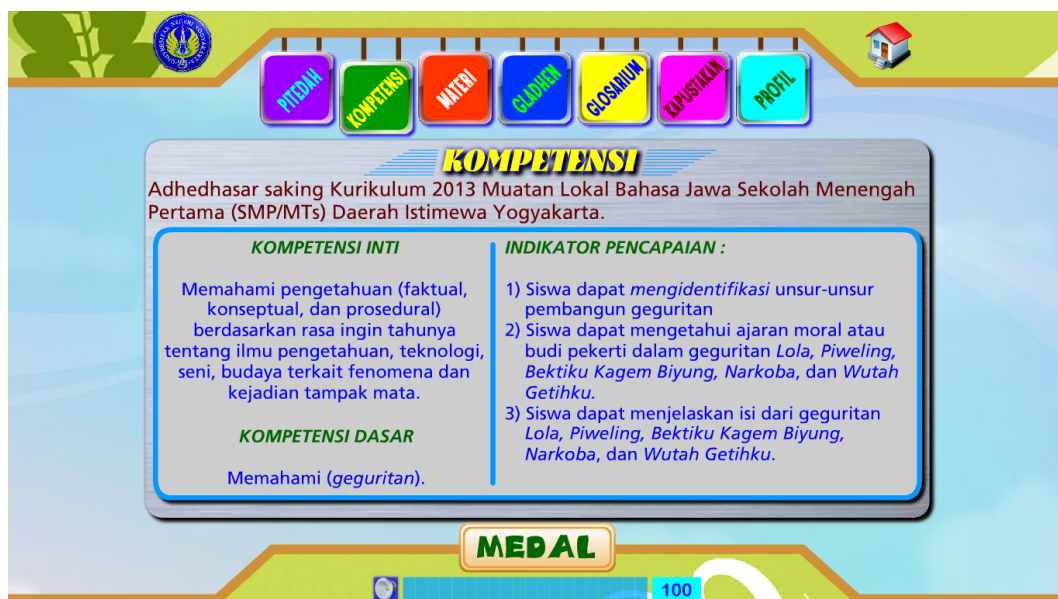 UNIVERSITAS NEGERI YOGYAKARTA
PITEDAH
KOMPETENSI
MATERI
GLADHEN
GLOSARIUM
KAPUSTAKAN
PROFIL
KOMPETENSI
Adhedhasar saking Kurikulum 2013 Muatan Lokal Bahasa Jawa Sekolah Menengah
Pertama (SMP/MTs) Daerah Istimewa Yogyakarta.
KOMPETENSI INTI
Memahami pengetahuan (faktual,
konseptual, dan prosedural)
berdasarkan rasa ingin tahunya
tentang ilmu pengetahuan, teknologi,
seni, budaya terkait fenomena dan
kejadian tampak mata.
KOMPETENSI DASAR
Memahami (geguritan).
INDIKATOR PENCAPAIAN :
1) Siswa dapat mengidentifikasi unsur-unsur
pembangun geguritan
2) Siswa dapat mengetahui ajaran moral atau
budi pekerti dalam geguritan Lola, Piweling,
Bektiku Kagem Biyung, Narkoba, dan Wutah
Getihku.
3) Siswa dapat menjelaskan isi dari geguritan
Lola, Piweling, Bektiku Kagem Biyung,
Narkoba, dan Wutah Getihku.
MEDAL
100